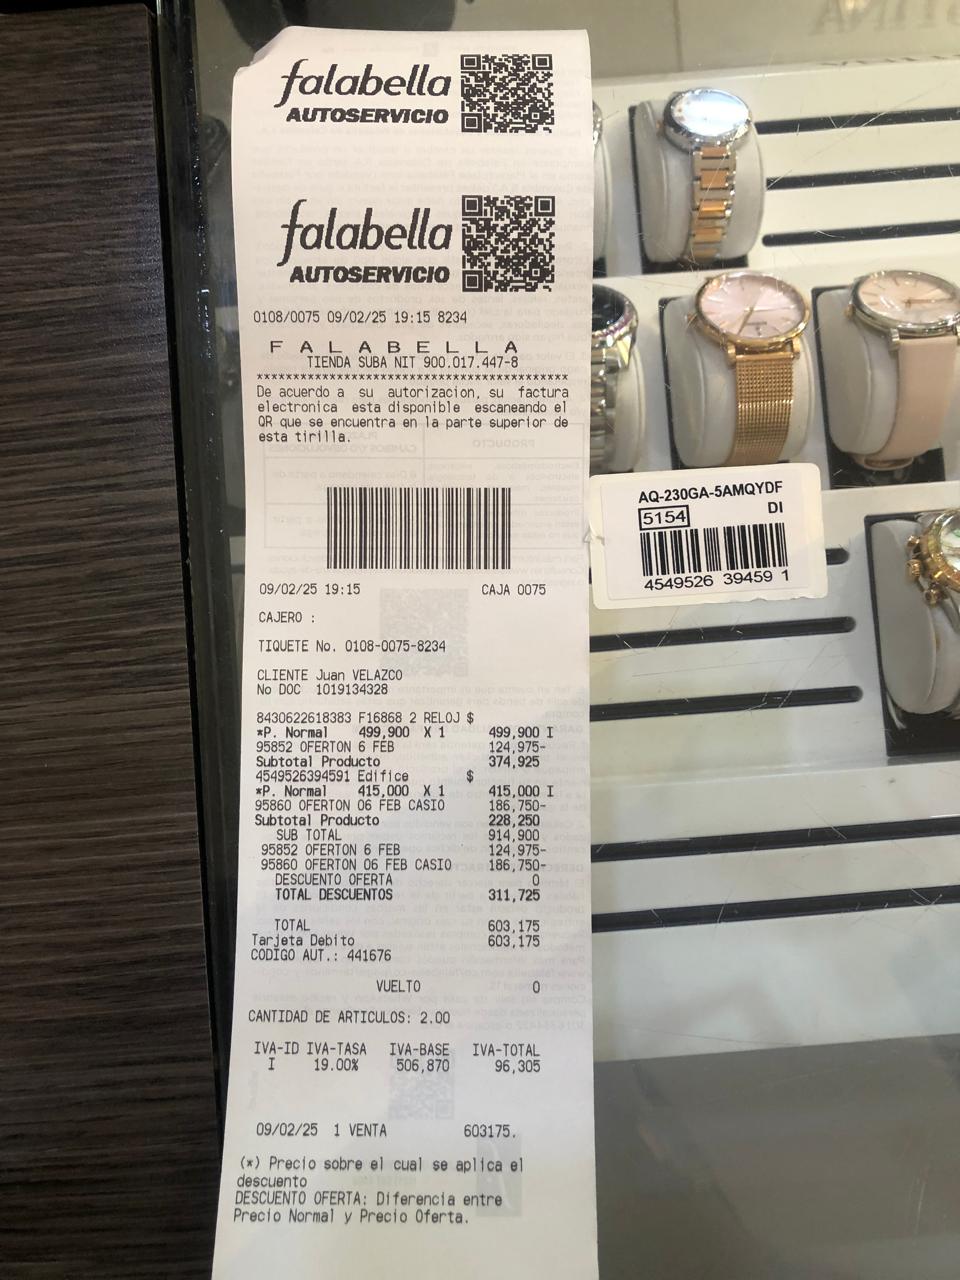 falabella
AUTOSERVICIO
falabella
AUTOSERVICIO
0108/0075 09/02/25 19:15 8234
F A L A B E L L A
TIENDA SUBA NIT 900.017.447-8
******************************************
De acuerdo a su autorizacion, su factura
electronica esta disponible escaneando el
QR que se encuentra en la parte superior de
esta tirilla.
09/02/25 19:15 CAJA 0075
CAJERO :
TIQUETE No. 0108-0075-8234
CLIENTE Juan VELAZCO
No DOC 1019134328
8430622618383 F16868 2 RELOJ $
*P. Normal 499,900 X 1 499,900 I
95852 OFERTON 6 FEB 124,975-
Subtotal Producto 374,925
4549526394591 Edifice $
*P. Normal 415,000 X 1 415,000 I
95860 OFERTON 06 FEB CASIO 186,750-
Subtotal Producto 228,250
SUB TOTAL 914,900
95852 OFERTON 6 FEB 124,975-
95860 OFERTON 06 FEB CASIO 186,750-
DESCUENTO OFERTA 0
TOTAL DESCUENTOS 311,725
TOTAL 603,175
Tarjeta Debito 603,175
CODIGO AUT.: 441676
VUELTO 0
CANTIDAD DE ARTICULOS: 2.00
IVA-ID IVA-TASA IVA-BASE IVA-TOTAL
I 19.00% 506,870 96,305
09/02/25 1 VENTA 603175.
(*) Precio sobre el cual se aplica el
descuento
DESCUENTO OFERTA: Diferencia entre
Precio Normal y Precio Oferta.
AQ-230GA-5AMQYDF
5154 DI
4549526 39459 1